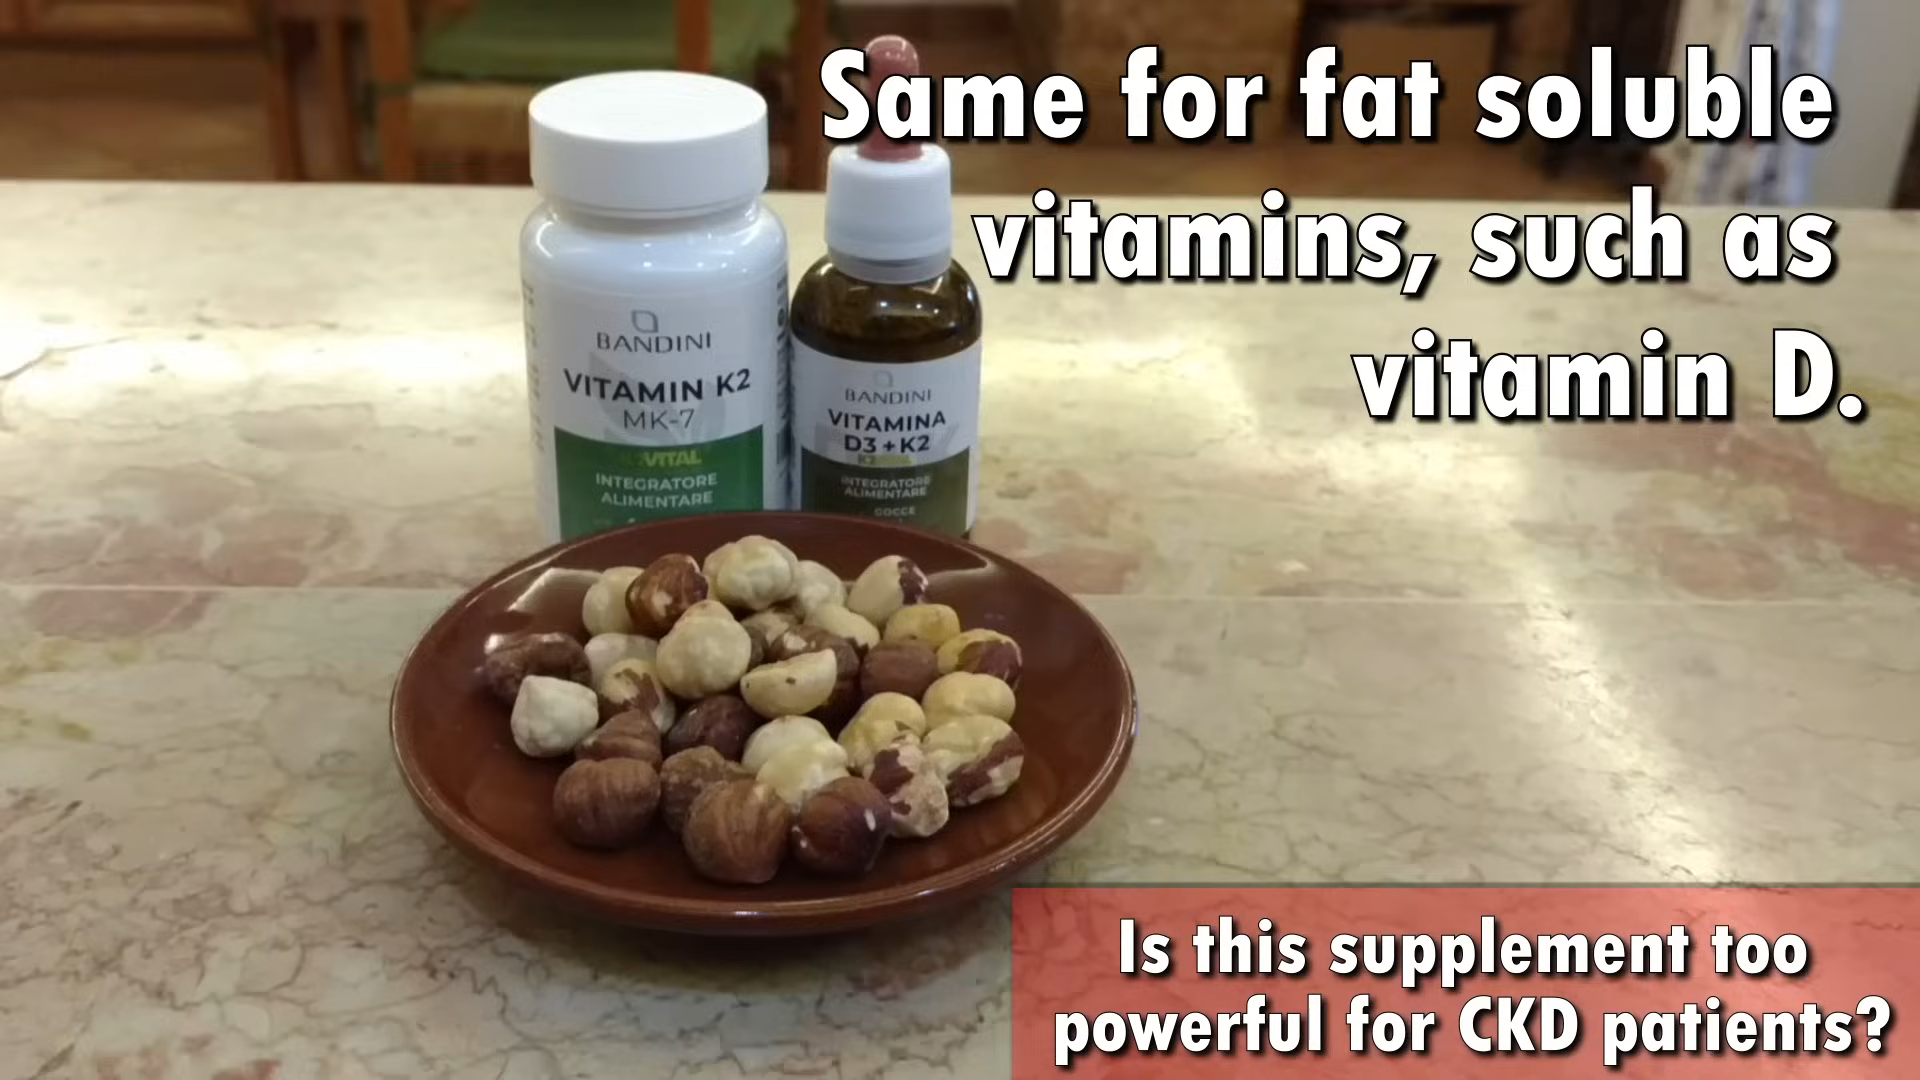 Same for fat soluble
vitamins, such as
vitamin D.
BANDINI
VITAMIN K2
MK-7
VITAL
INTEGRATORE
ALIMENTARE
BANDINI
VITAMINA
D3+K2
INTEGRATORE
ALIMENTARE
GOCCE
Is this supplement too
powerful for CKD patients?